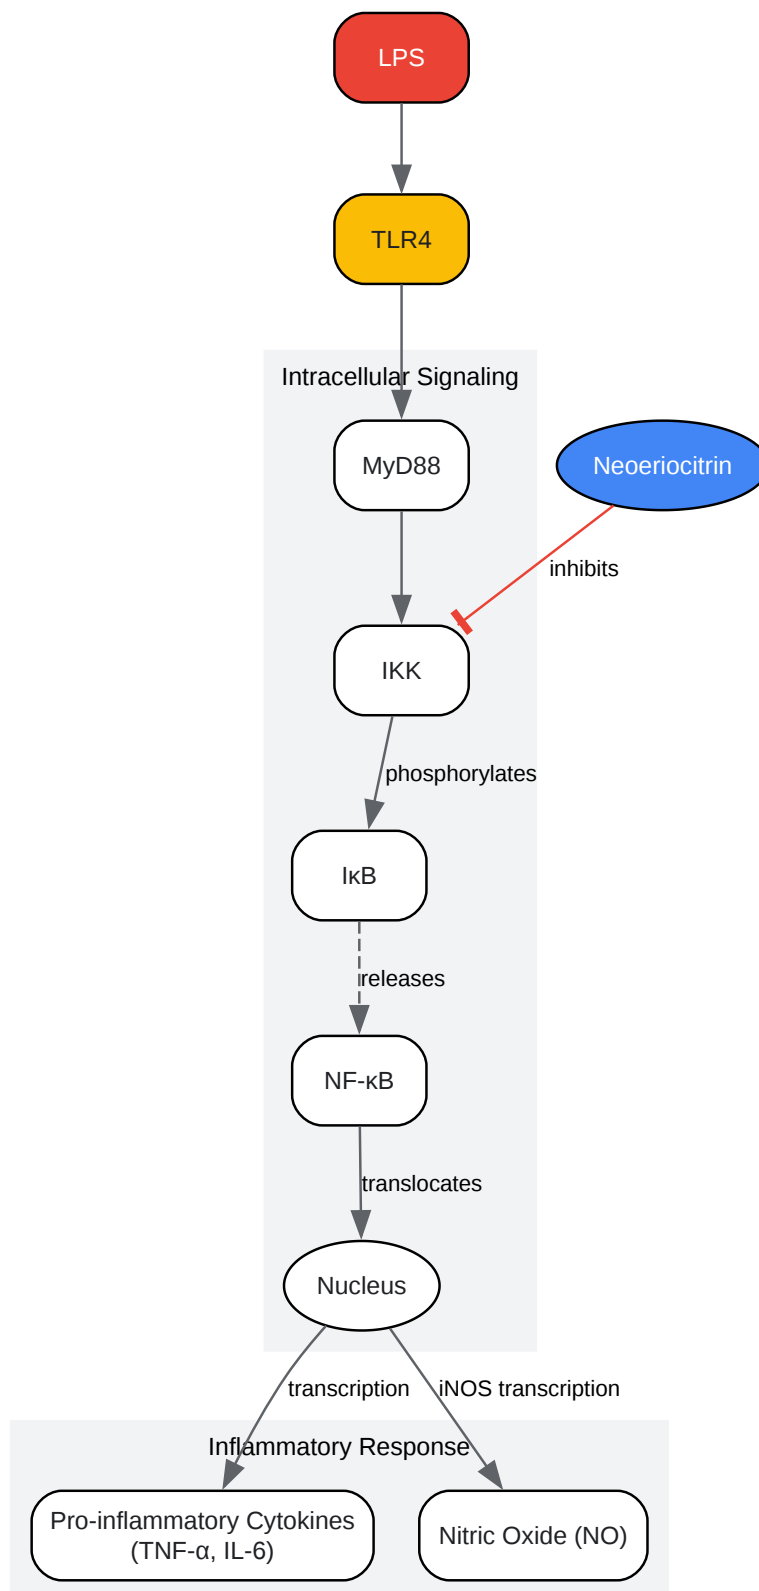 LPS
TLR4
Intracellular Signaling
MyD88
Neoeriocitrin
inhibits
IKK
phosphorylates
IκB
releases
NF-κB
translocates
Nucleus
transcription
iNOS transcription
Inflammatory Response
Pro-inflammatory Cytokines
(TNF-α, IL-6)
Nitric Oxide (NO)